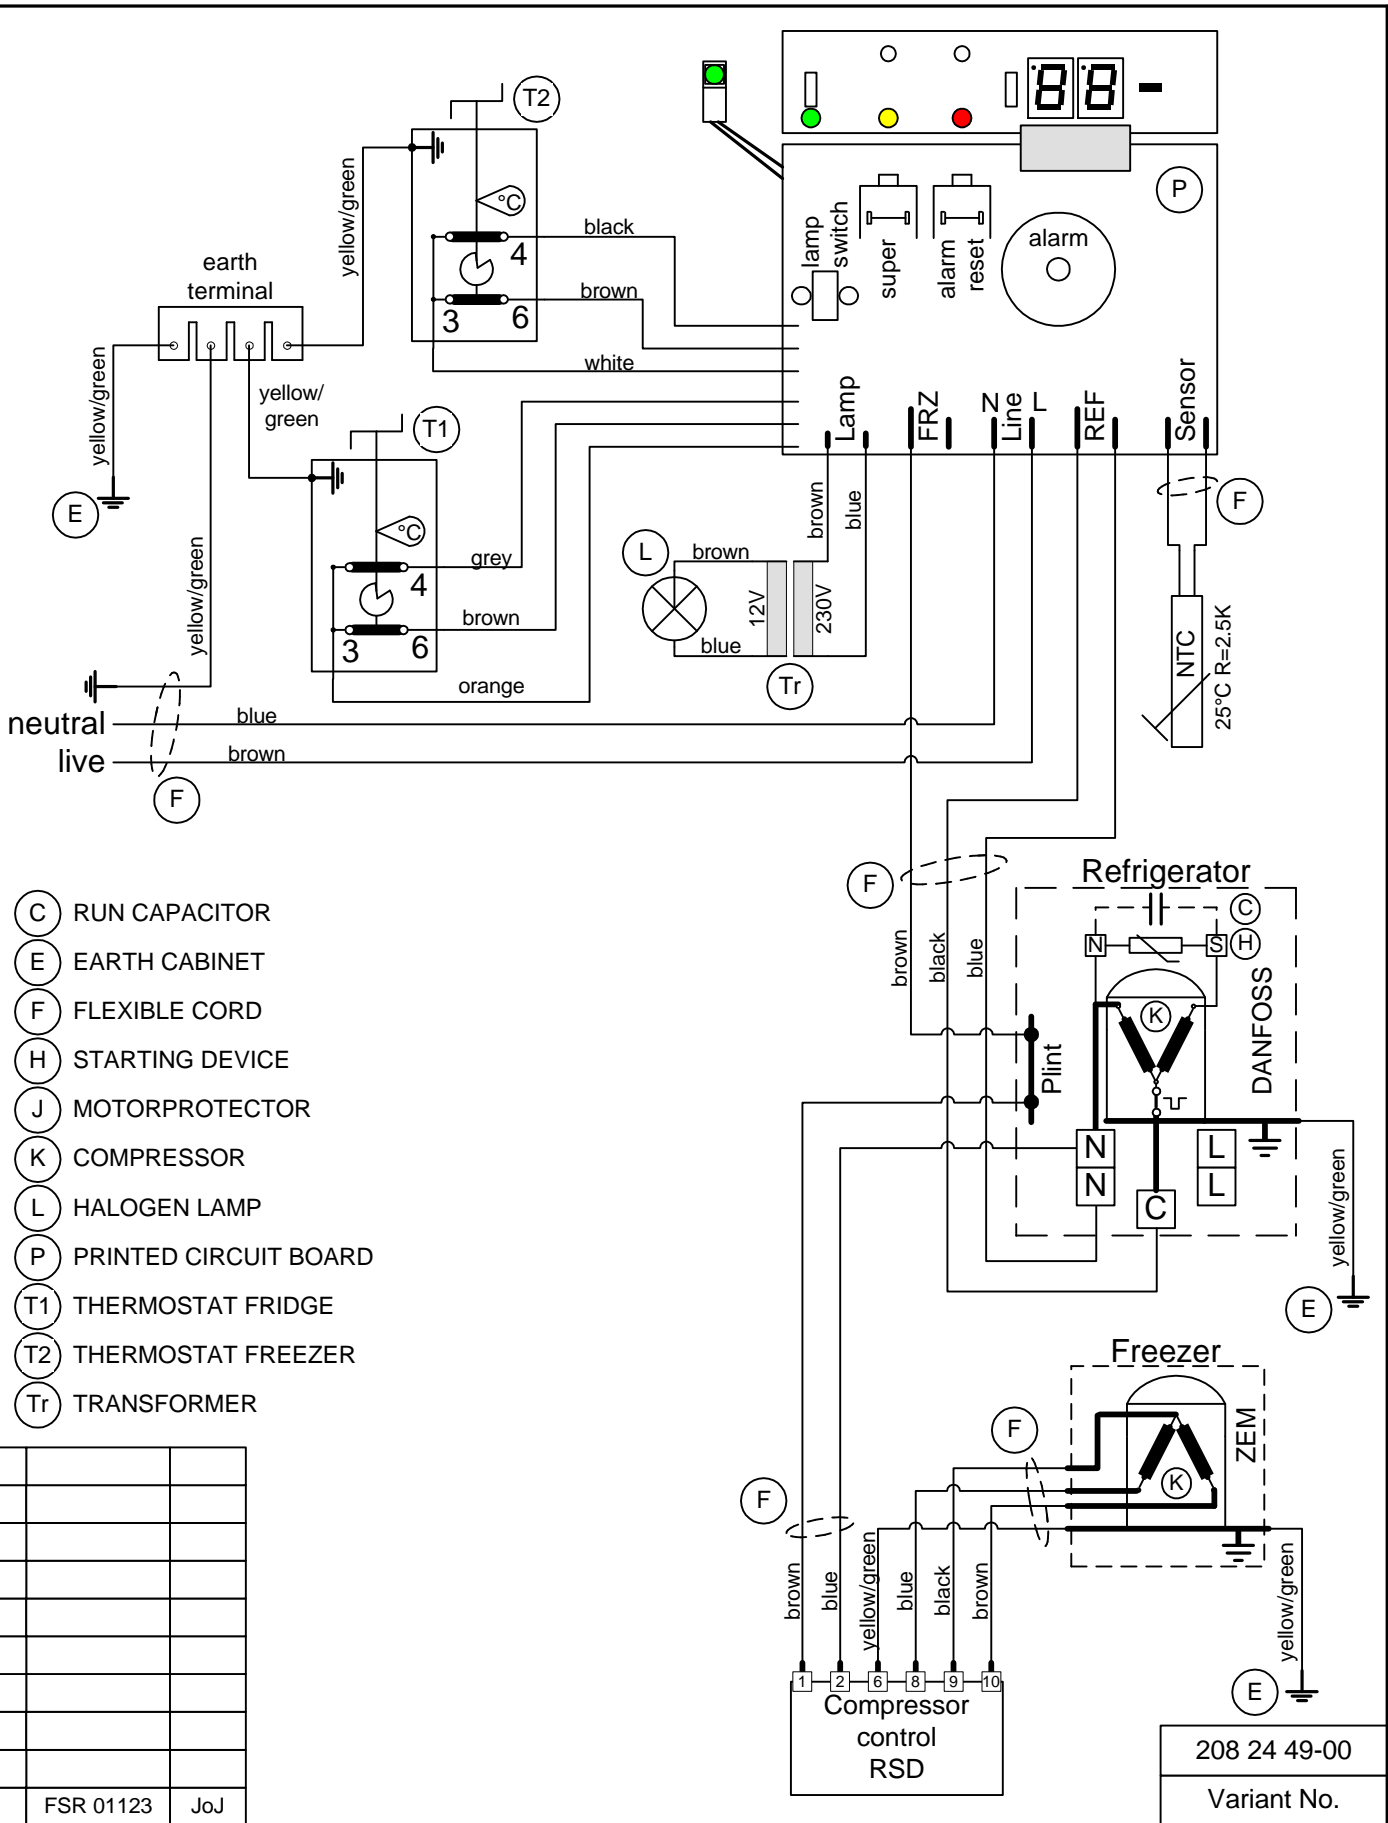 T2
°C
4
3
6
black
brown
white
yellow/green
earth
terminal
yellow/green
yellow/
green
E
yellow/green
T1
°C
4
3
6
grey
brown
orange
88-
P
lamp
switch
super
alarm
reset
alarm
Lamp
FRZ
N
Line
L
REF
Sensor
F
brown
blue
L
brown
blue
12V
230V
Tr
NTC
25°C R=2.5K
neutral
blue
live
brown
F
C RUN CAPACITOR
E EARTH CABINET
F FLEXIBLE CORD
H STARTING DEVICE
J MOTORPROTECTOR
K COMPRESSOR
L HALOGEN LAMP
P PRINTED CIRCUIT BOARD
T1 THERMOSTAT FRIDGE
T2 THERMOSTAT FREEZER
Tr TRANSFORMER
F
brown
black
blue
Refrigerator
C
N
S
H
K
DANFOSS
Plint
N
N
C
L
L
yellow/green
E
Freezer
F
ZEM
K
F
brown
blue
yellow/green
blue
black
brown
yellow/green
E
1 2 6 8 9 10
Compressor
control
RSD
FSR 01123 JoJ
208 24 49-00
Variant No.